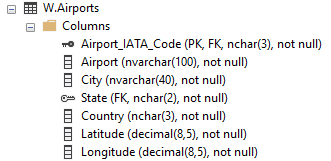 W.Airports
Columns
Airport_IATA_Code (PK, FK, nchar(3), not null)
Airport (nvarchar(100), not null)
City (nvarchar(40), not null)
State (FK, nchar(2), not null)
Country (nchar(3), not null)
Latitude (decimal(8,5), not null)
Longitude (decimal(8,5), not null)